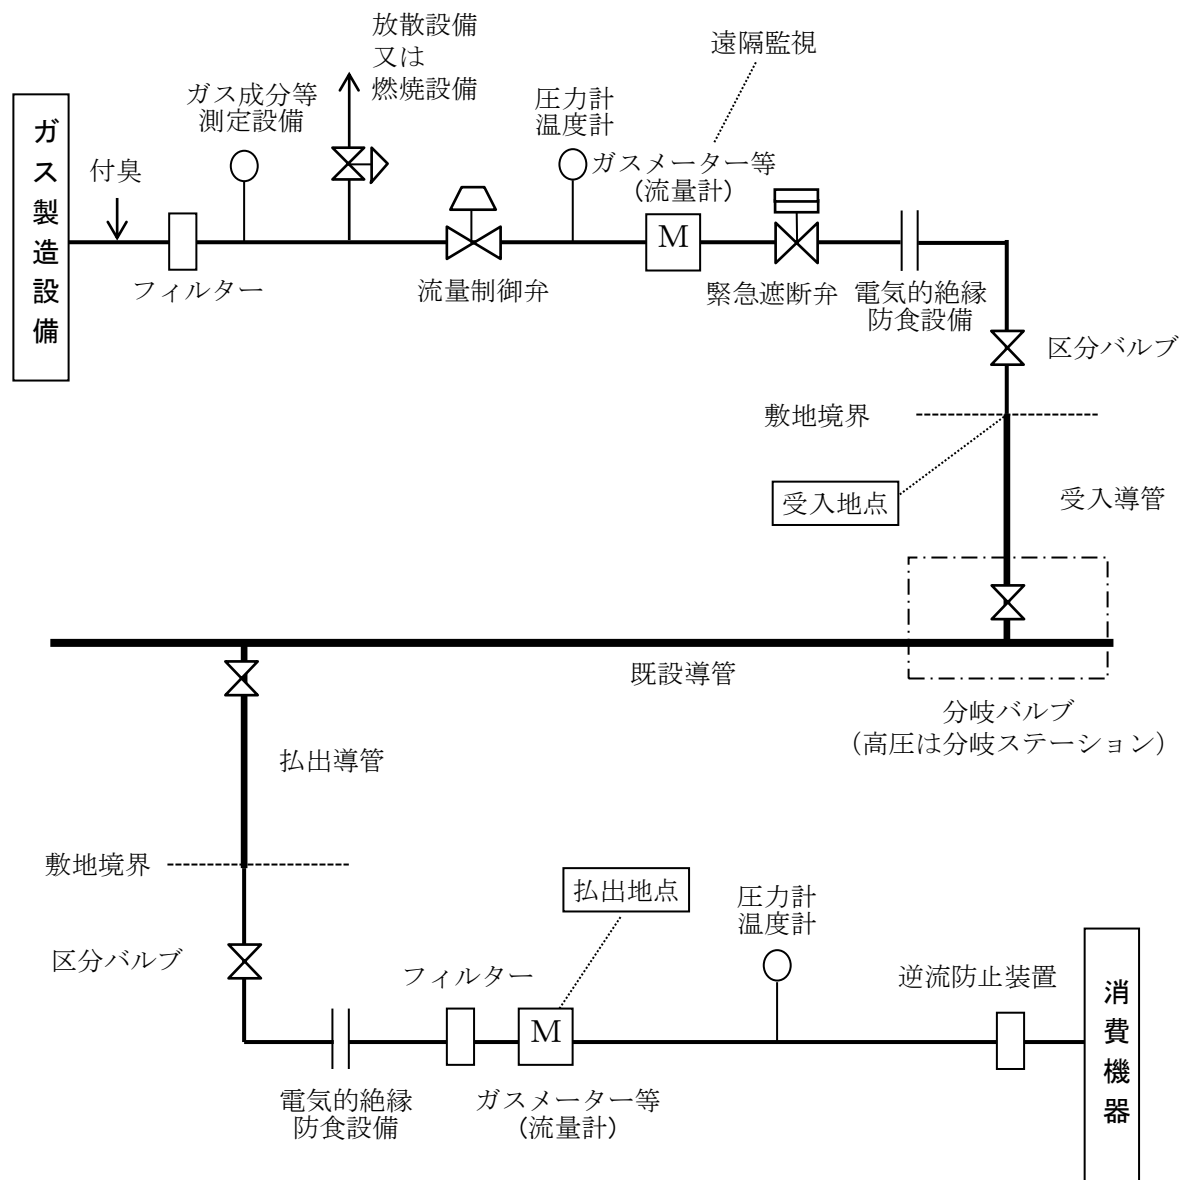 放散設備
又は
燃焼設備
遠隔監視
ガス成分等
測定設備
圧力計
温度計
ガス製造設備
付臭
ガスメーター等
(流量計)
M
フィルター
流量制御弁
緊急遮断弁
電気的絶縁
防食設備
区分バルブ
敷地境界
受入地点
受入導管
既設導管
分岐バルブ
（高圧は分岐ステーション）
払出導管
敷地境界
払出地点
圧力計
温度計
区分バルブ
フィルター
逆流防止装置
M
消費機器
電気的絶縁
防食設備
ガスメーター等
(流量計)